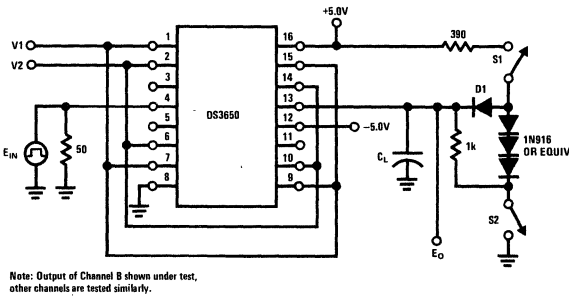 +5.0V
V1
V2
1
2
3
4
5
6
7
8
DS3650
16
15
14
13
12
11
10
9
390
S1
D1
−5.0V
EIN
50
CL
1k
1N916
OR EQUIV
S2
EO
Note: Output of Channel B shown under test,
other channels are tested similarly.